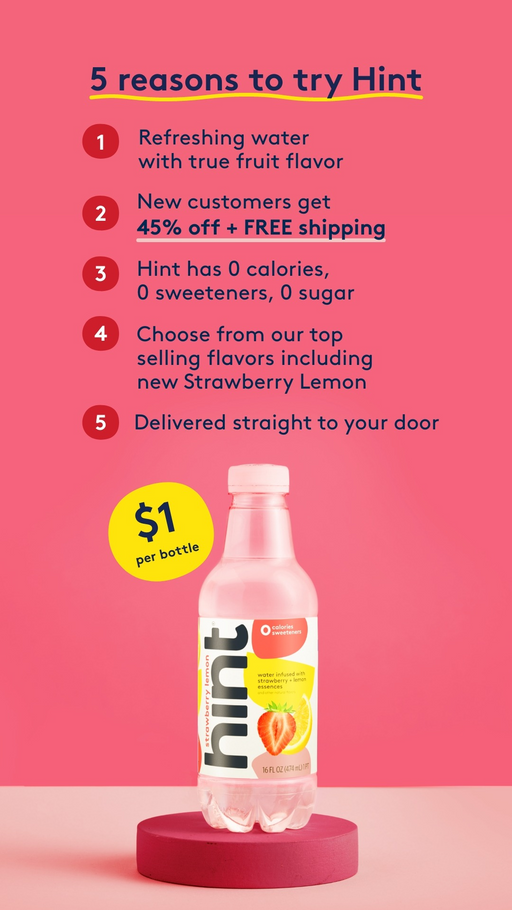 5 reasons to try Hint
1
Refreshing water
with true fruit flavor
2
New customers get
45% off + FREE shipping
3
Hint has 0 calories,
0 sweeteners, 0 sugar
4
Choose from our top
selling flavors including
new Strawberry Lemon
5
Delivered straight to your door
$1
per bottle
hint
strawberry lemon
0 calories
sweeteners
water infused with
strawberry + lemon
essences
16 FL OZ (474 mL)